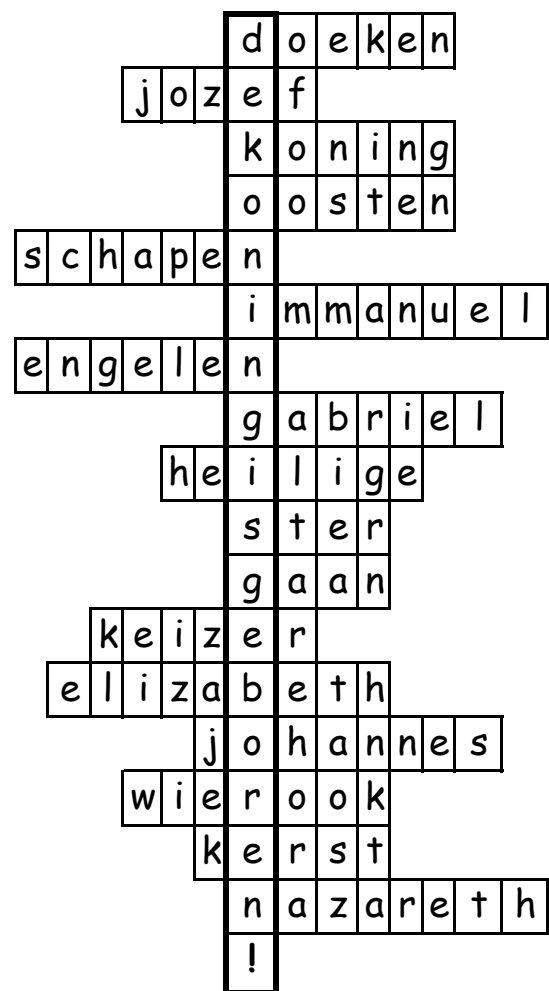 doeken
jozef
koning
oosten
schapen
immanuel
engelen
gabriel
heilige
ster
gaan
keizer
elizabeth
johannes
wierook
kerst
nazareth
!